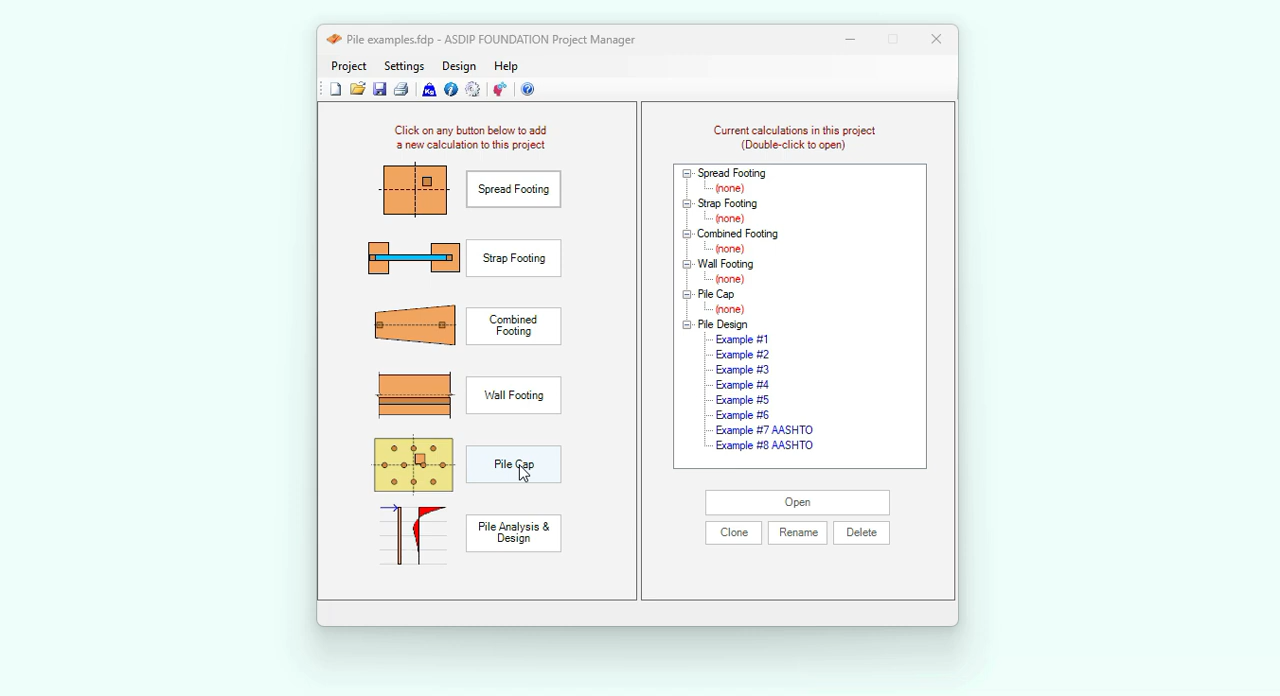 Pile examples.fdp - ASDIP FOUNDATION Project Manager
Project Settings Design Help
Click on any button below to add
a new calculation to this project
Spread Footing
Strap Footing
Combined
Footing
Wall Footing
Pile Cap
Pile Analysis &
Design
Current calculations in this project
(Double-click to open)
Spread Footing
(none)
Strap Footing
(none)
Combined Footing
(none)
Wall Footing
(none)
Pile Cap
(none)
Pile Design
Example #1
Example #2
Example #3
Example #4
Example #5
Example #6
Example #7 AASHTO
Example #8 AASHTO
Open
Clone Rename Delete